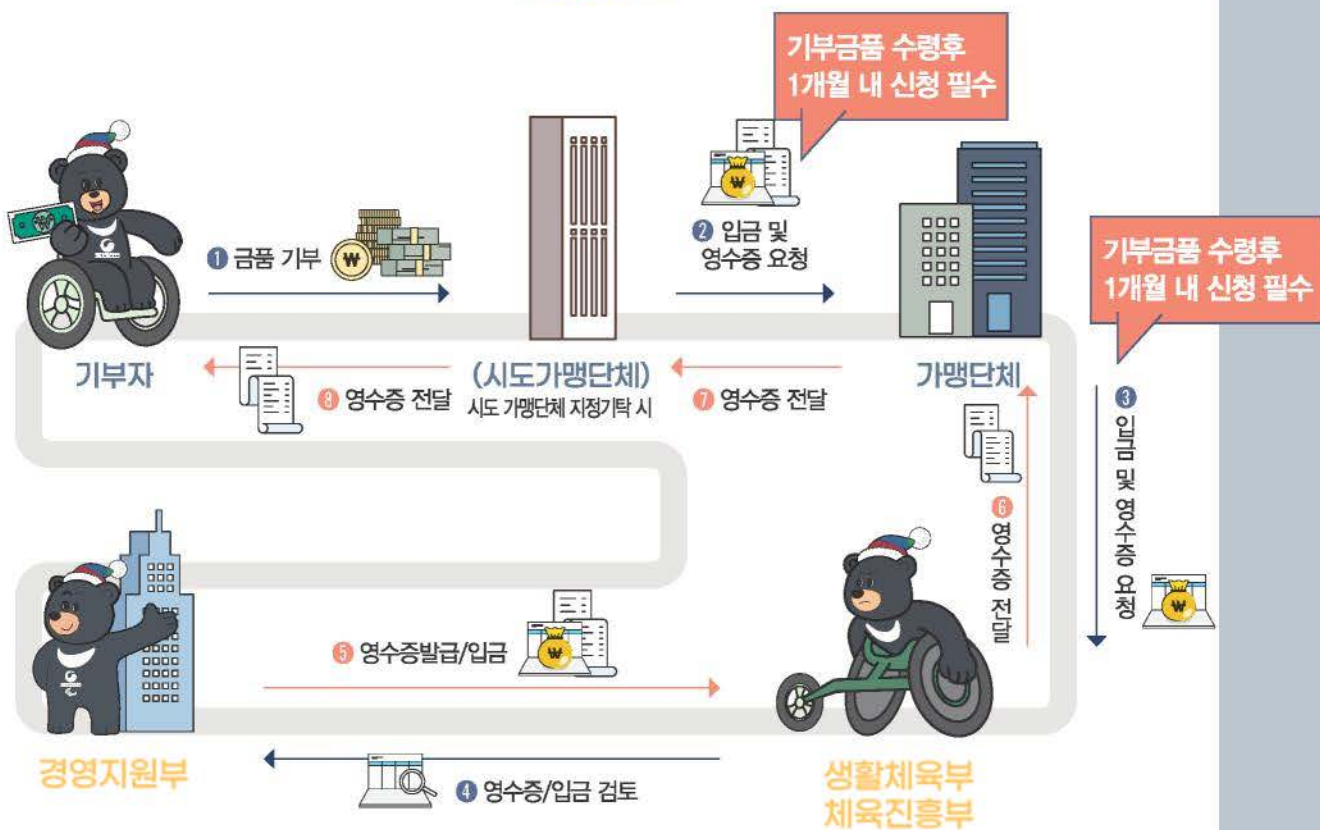 기부금품 수령후
1개월 내 신청 필수
❶ 금품 기부
❷ 입금 및
영수증 요청
기부금품 수령후
1개월 내 신청 필수
기부자
❽ 영수증 전달
(시도가맹단체)
시도 가맹단체 지정기탁 시
❼ 영수증 전달
가맹단체
❸ 입금 및 영수증 요청
❻ 영수증 전달
❺ 영수증발급/입금
경영지원부
❹ 영수증/입금 검토
생활체육부
체육진흥부